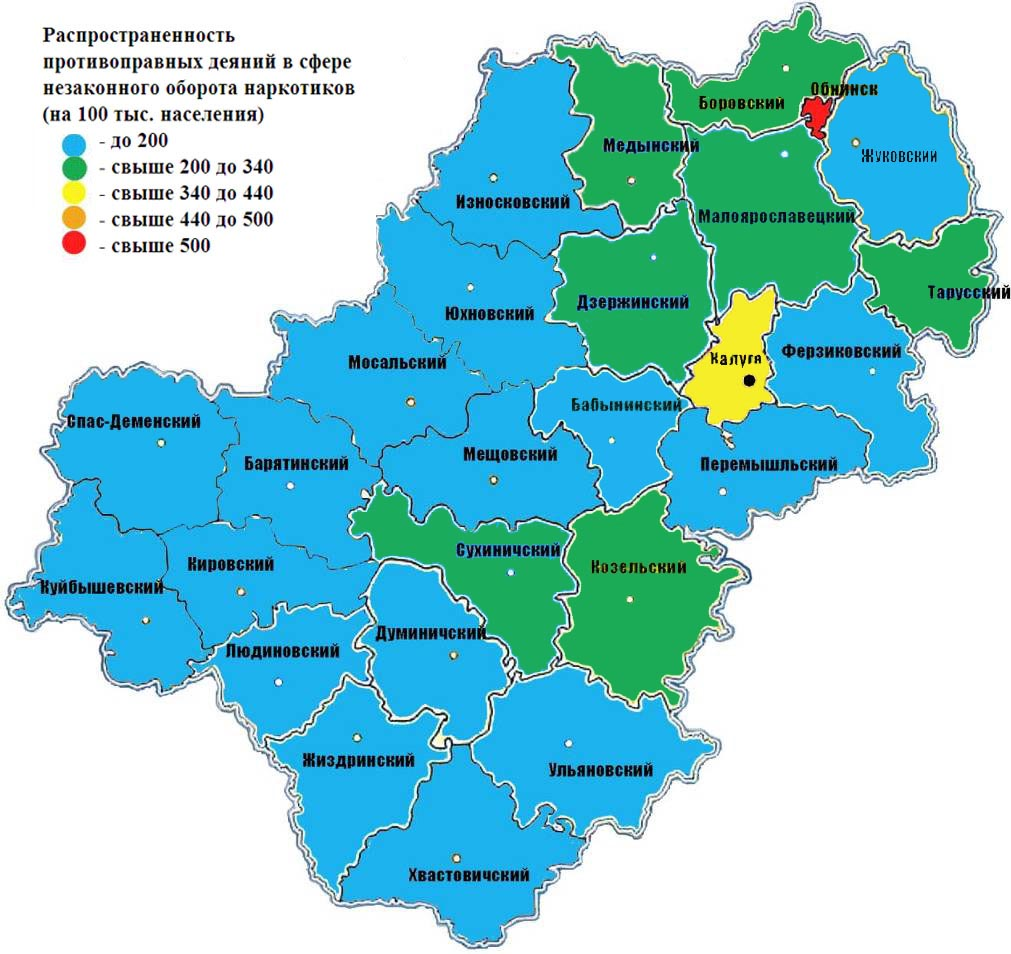 Распространенность
противоправных деяний в сфере
незаконного оборота наркотиков
(на 100 тыс. населения)
- до 200
- свыше 200 до 340
- свыше 340 до 440
- свыше 440 до 500
- свыше 500
Обнинск
Боровский
Медынский
Жуковский
Износковский
Малоярославецкий
Тарусский
Дзержинский
Юхновский
Калуга
Ферзиковский
Мосальский
Бабынинский
Спас-Деменский
Мещовский
Барятинский
Перемышльский
Сухиничский
Кировский
Козельский
Куйбышевский
Думиничский
Людиновский
Жиздринский
Ульяновский
Хвастовичский